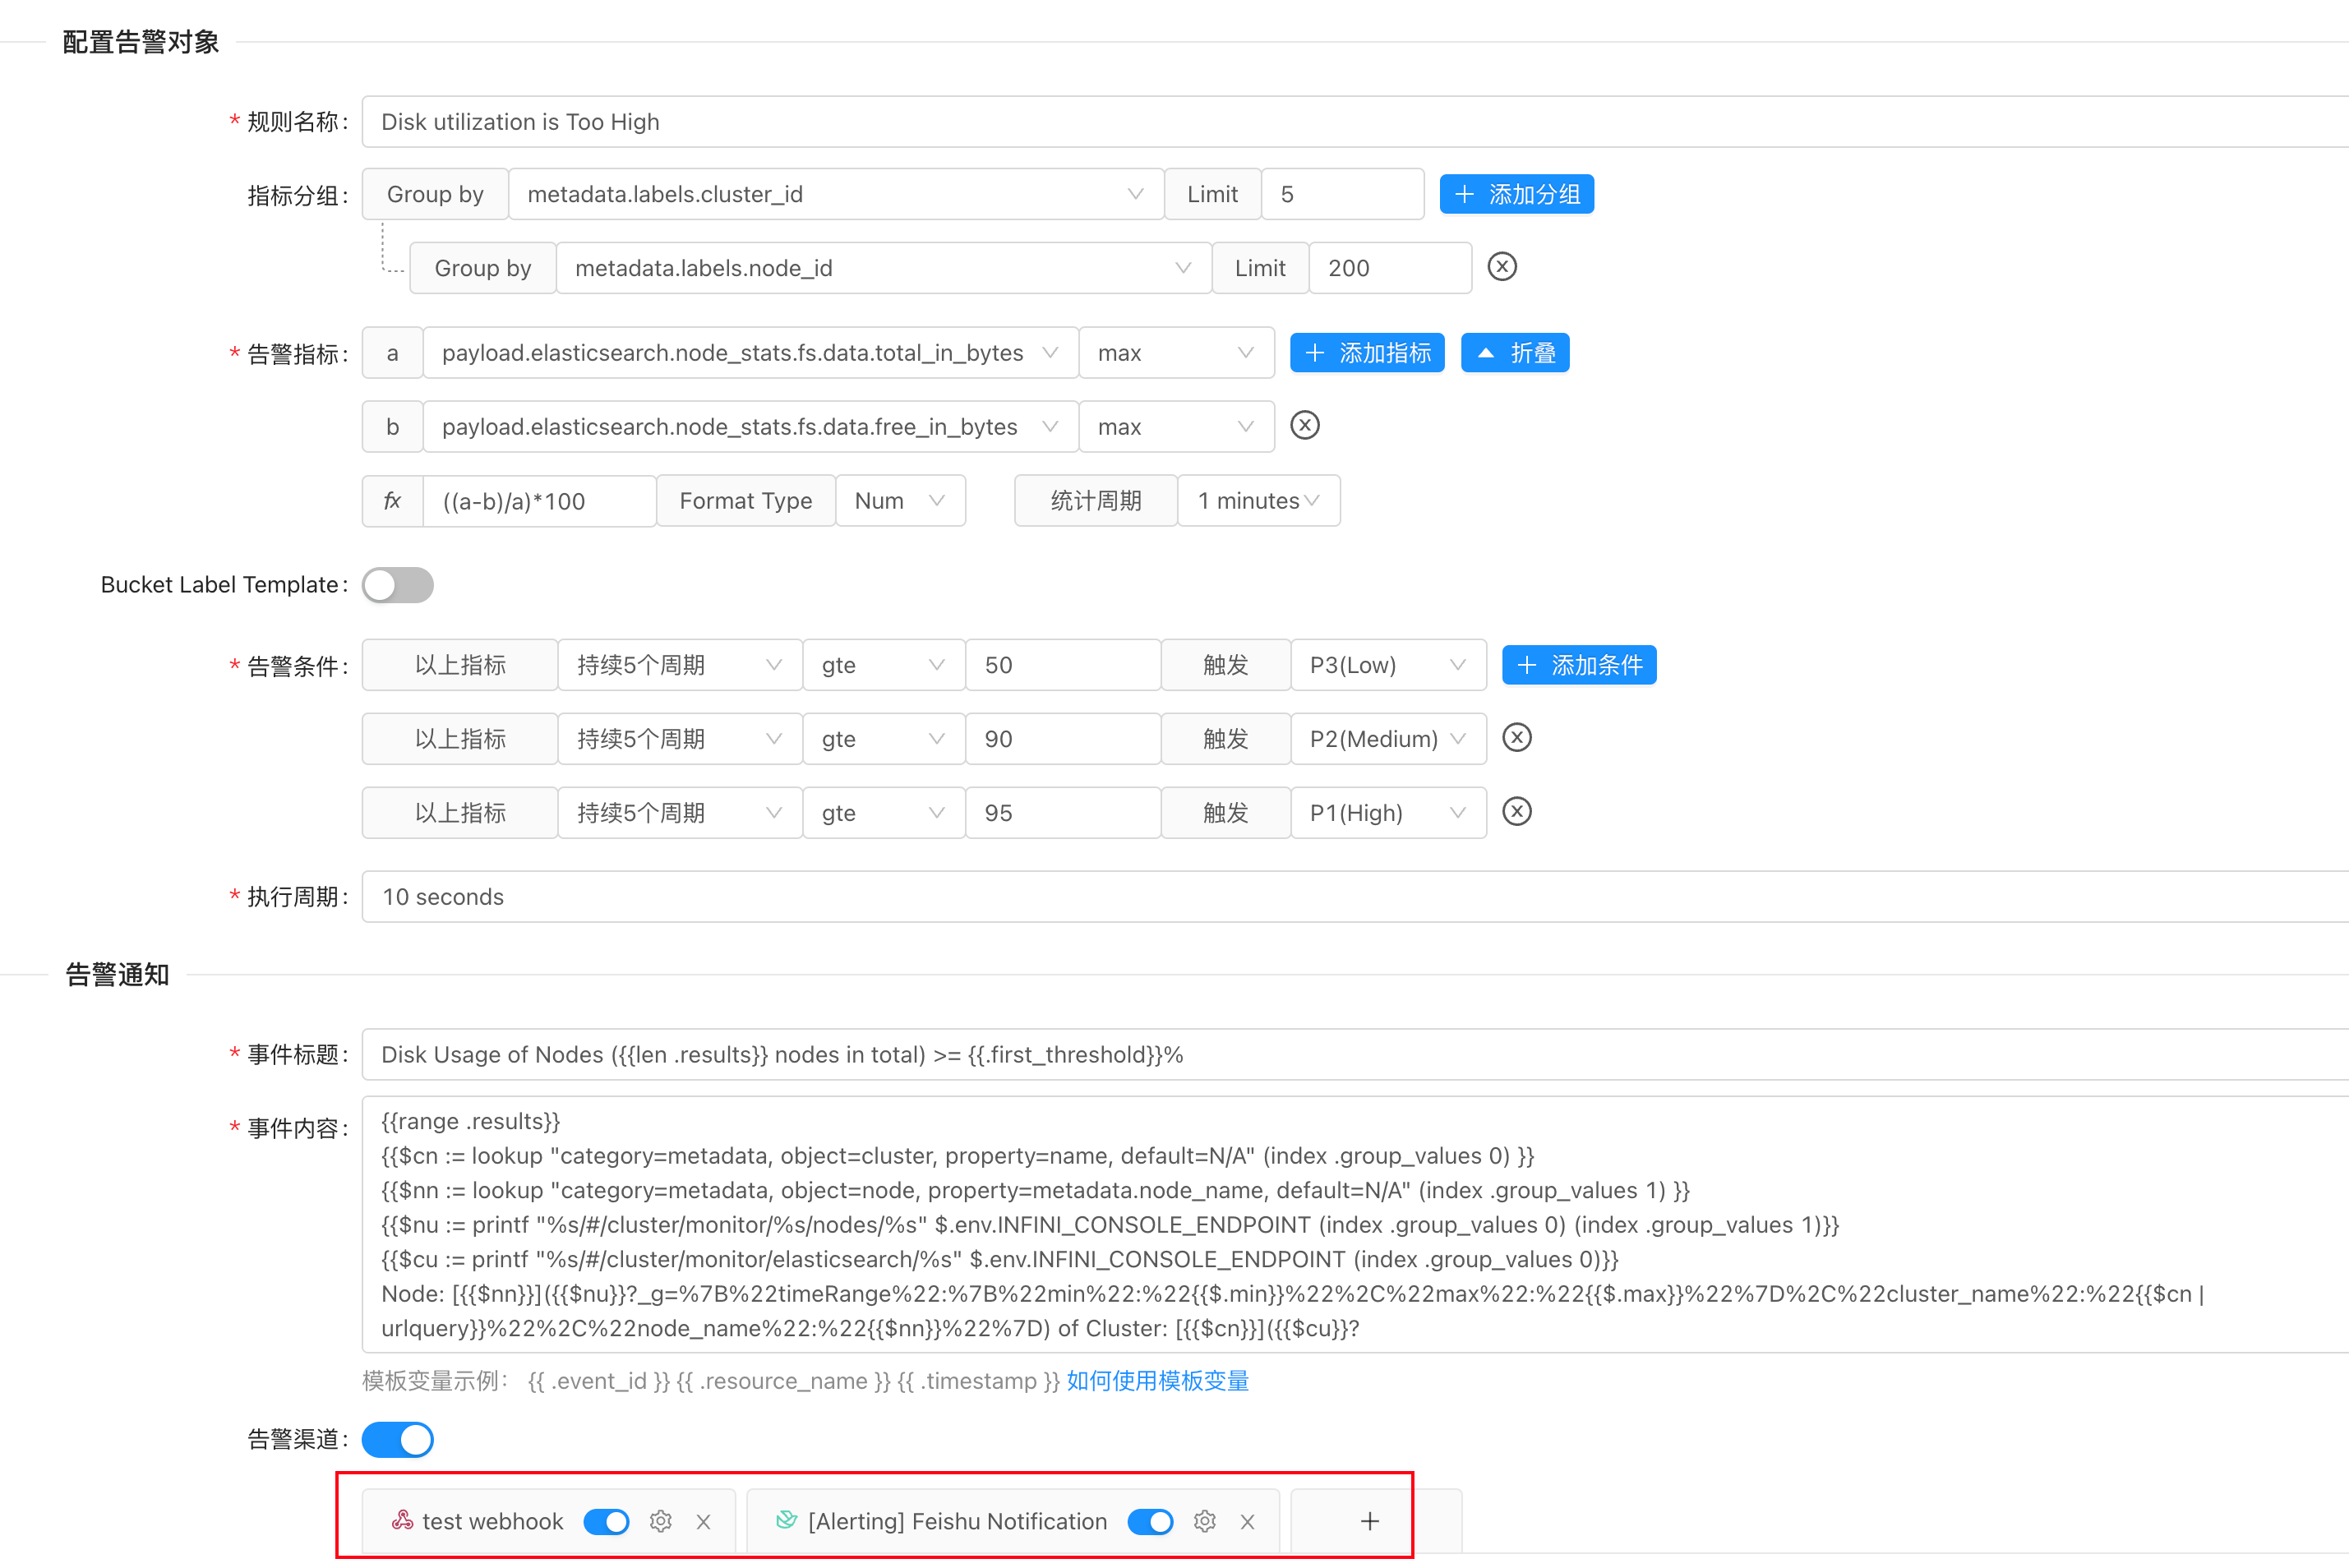 配置告警对象
* 规则名称: Disk utilization is Too High
指标分组: Group by metadata.labels.cluster_id Limit 5 + 添加分组
Group by metadata.labels.node_id Limit 200
* 告警指标: a payload.elasticsearch.node_stats.fs.data.total_in_bytes max + 添加指标 折叠
b payload.elasticsearch.node_stats.fs.data.free_in_bytes max
fx ((a-b)/a)*100 Format Type Num 统计周期 1 minutes
Bucket Label Template:
* 告警条件: 以上指标 持续5个周期 gte 50 触发 P3(Low) + 添加条件
以上指标 持续5个周期 gte 90 触发 P2(Medium)
以上指标 持续5个周期 gte 95 触发 P1(High)
* 执行周期: 10 seconds
告警通知
* 事件标题: Disk Usage of Nodes ({{len .results}} nodes in total) >= {{.first_threshold}}%
* 事件内容: {{range .results}}
{{$cn := lookup "category=metadata, object=cluster, property=name, default=N/A" (index .group_values 0) }}
{{$nn := lookup "category=metadata, object=node, property=metadata.node_name, default=N/A" (index .group_values 1) }}
{{$nu := printf "%s/#/cluster/monitor/%s/nodes/%s" $.env.INFINI_CONSOLE_ENDPOINT (index .group_values 0) (index .group_values 1)}}
{{$cu := printf "%s/#/cluster/monitor/elasticsearch/%s" $.env.INFINI_CONSOLE_ENDPOINT (index .group_values 0)}}
Node: [{{$nn}}]({{$nu}}?_g=%7B%22timeRange%22:%7B%22min%22:%22{{$.min}}%22%2C%22max%22:%22{{$.max}}%22%7D%2C%22cluster_name%22:%22{{$cn |
urlquery}}%22%2C%22node_name%22:%22{{$nn}}%22%7D) of Cluster: [{{$cn}}]({{$cu}}?
模板变量示例: {{ .event_id }} {{ .resource_name }} {{ .timestamp }} 如何使用模板变量
告警渠道:
test webhook [Alerting] Feishu Notification +